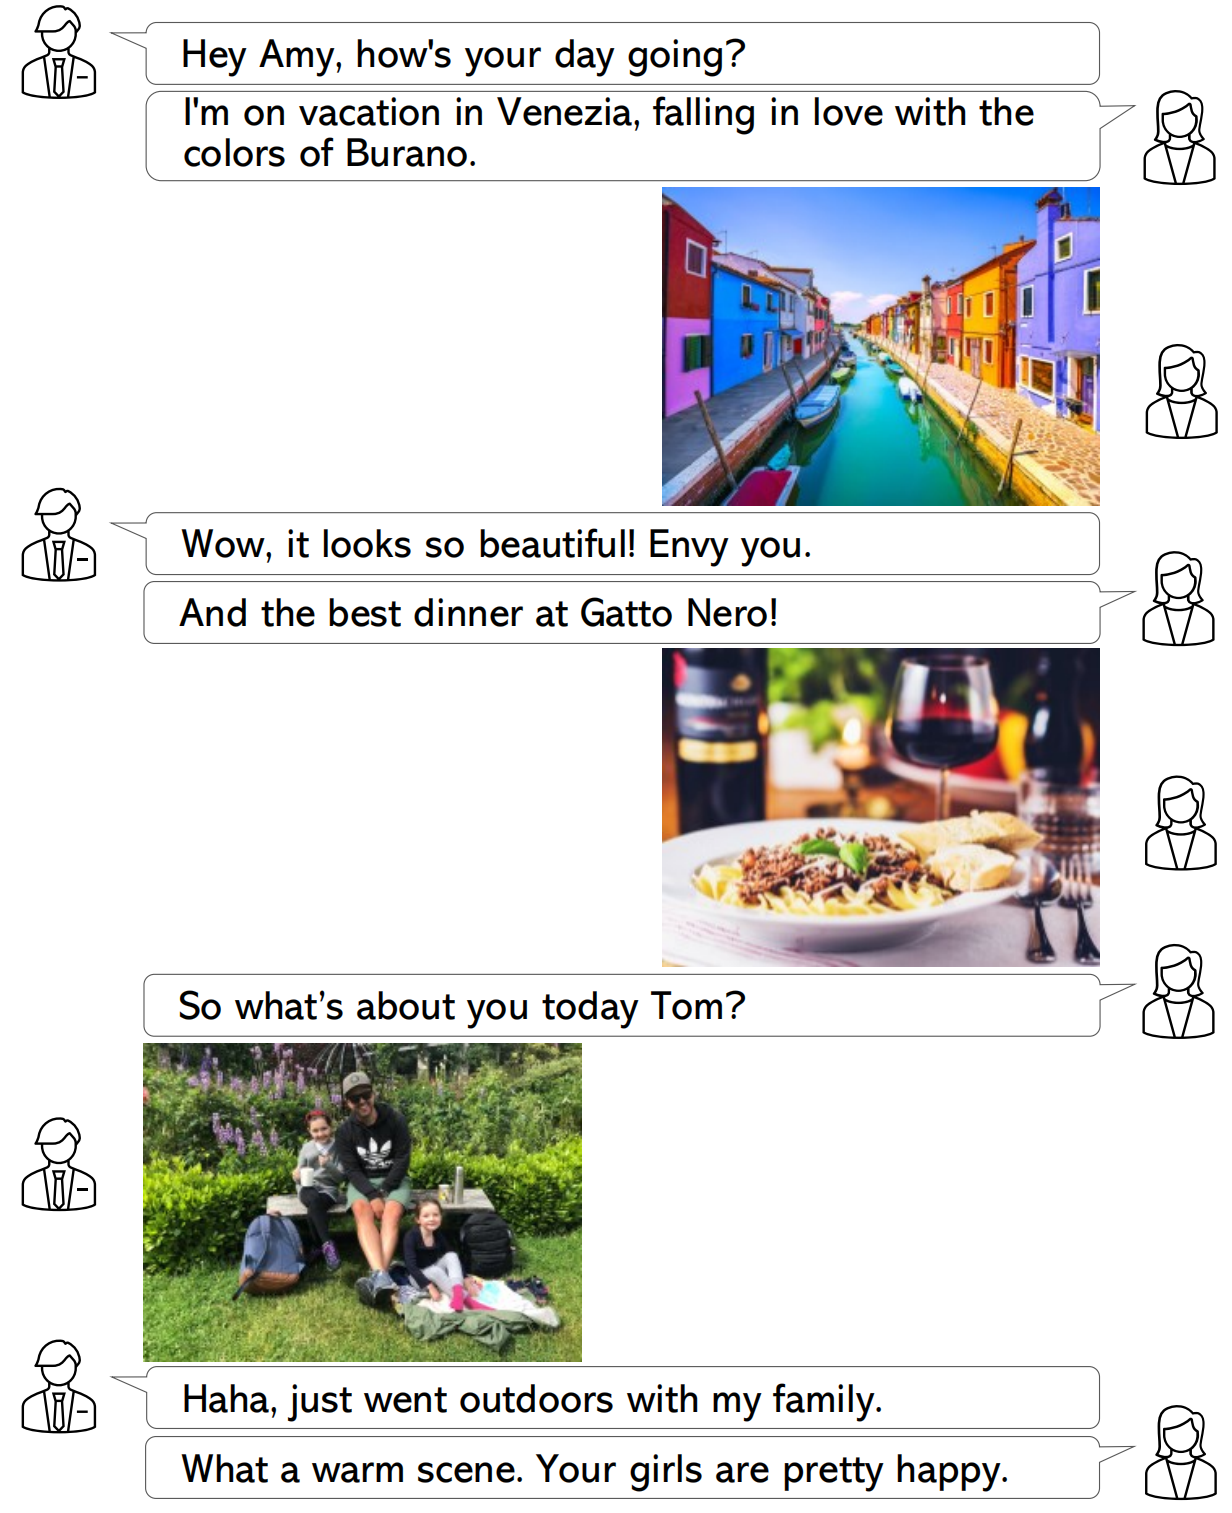 Hey Amy, how's your day going?
I'm on vacation in Venezia, falling in love with the
colors of Burano.
Wow, it looks so beautiful! Envy you.
And the best dinner at Gatto Nero!
So what’s about you today Tom?
Haha, just went outdoors with my family.
What a warm scene. Your girls are pretty happy.